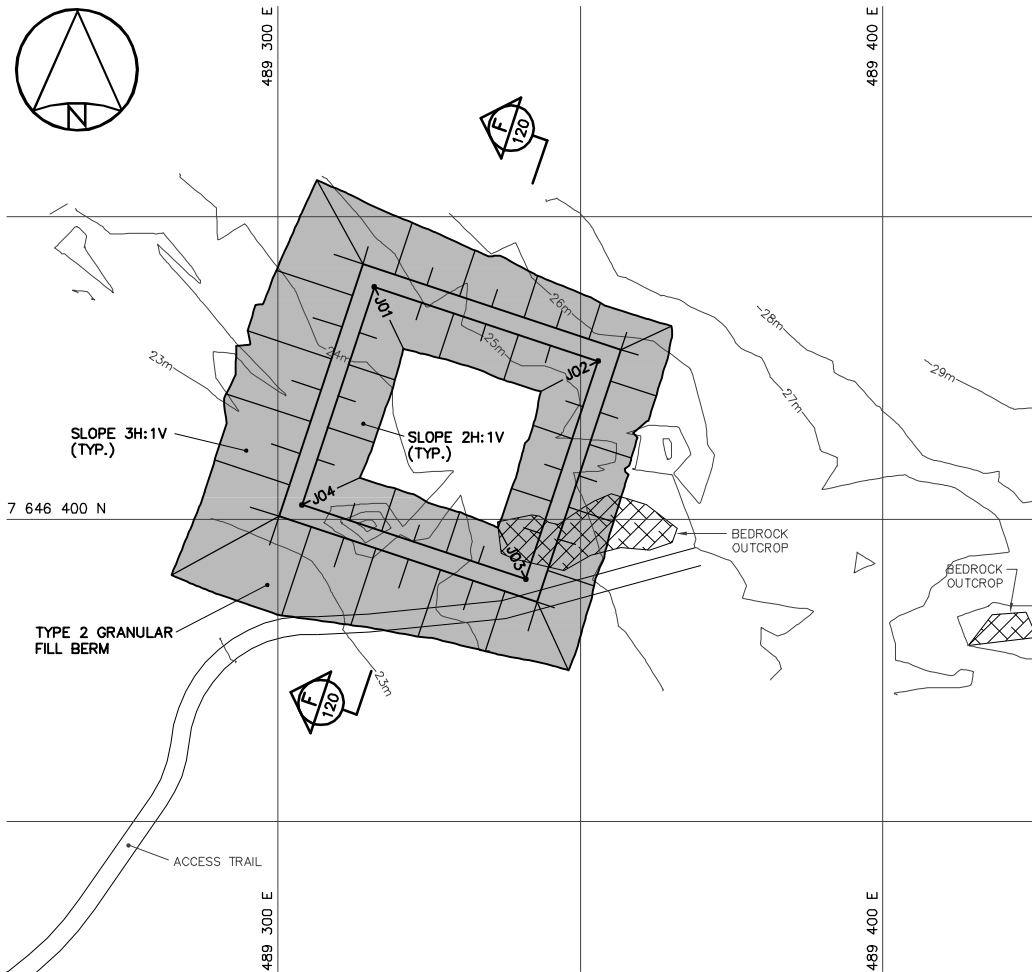 489 300 E
489 400 E
N
F
120
26m
28m
J01
25m
24m
23m
J02
29m
27m
SLOPE 3H:1V
(TYP.)
SLOPE 2H:1V
(TYP.)
J04
7 646 400 N
BEDROCK
OUTCROP
J03
BEDROCK
OUTCROP
TYPE 2 GRANULAR
FILL BERM
23m
F
120
ACCESS TRAIL
489 300 E
489 400 E